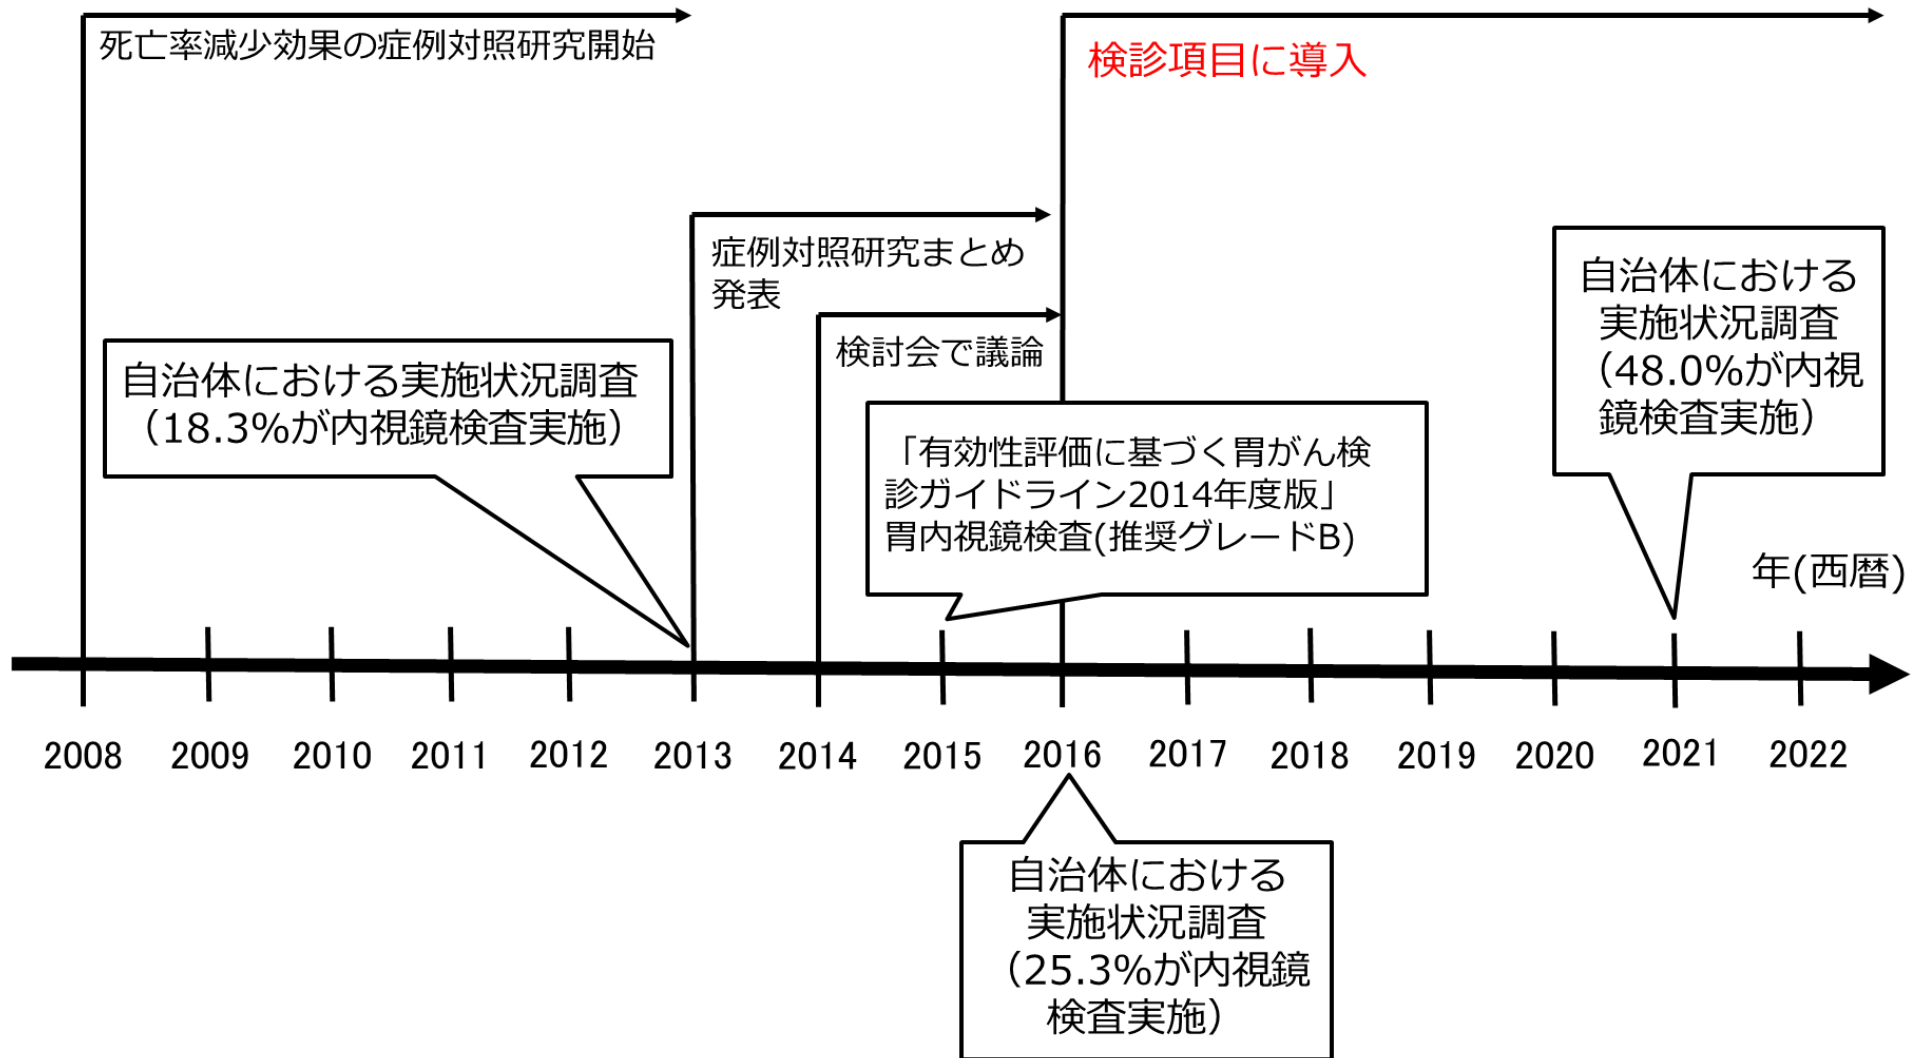 死亡率減少効果の症例対照研究開始
検診項目に導入
症例対照研究まとめ
発表
検討会で議論
自治体における実施状況調査
（18.3%が内視鏡検査実施）
「有効性評価に基づく胃がん検
診ガイドライン2014年度版」
胃内視鏡検査(推奨グレードB)
自治体における
実施状況調査
（48.0%が内視
鏡検査実施）
年(西暦)
2008 2009 2010 2011 2012 2013 2014 2015 2016 2017 2018 2019 2020 2021 2022
自治体における
実施状況調査
（25.3%が内視鏡
検査実施）